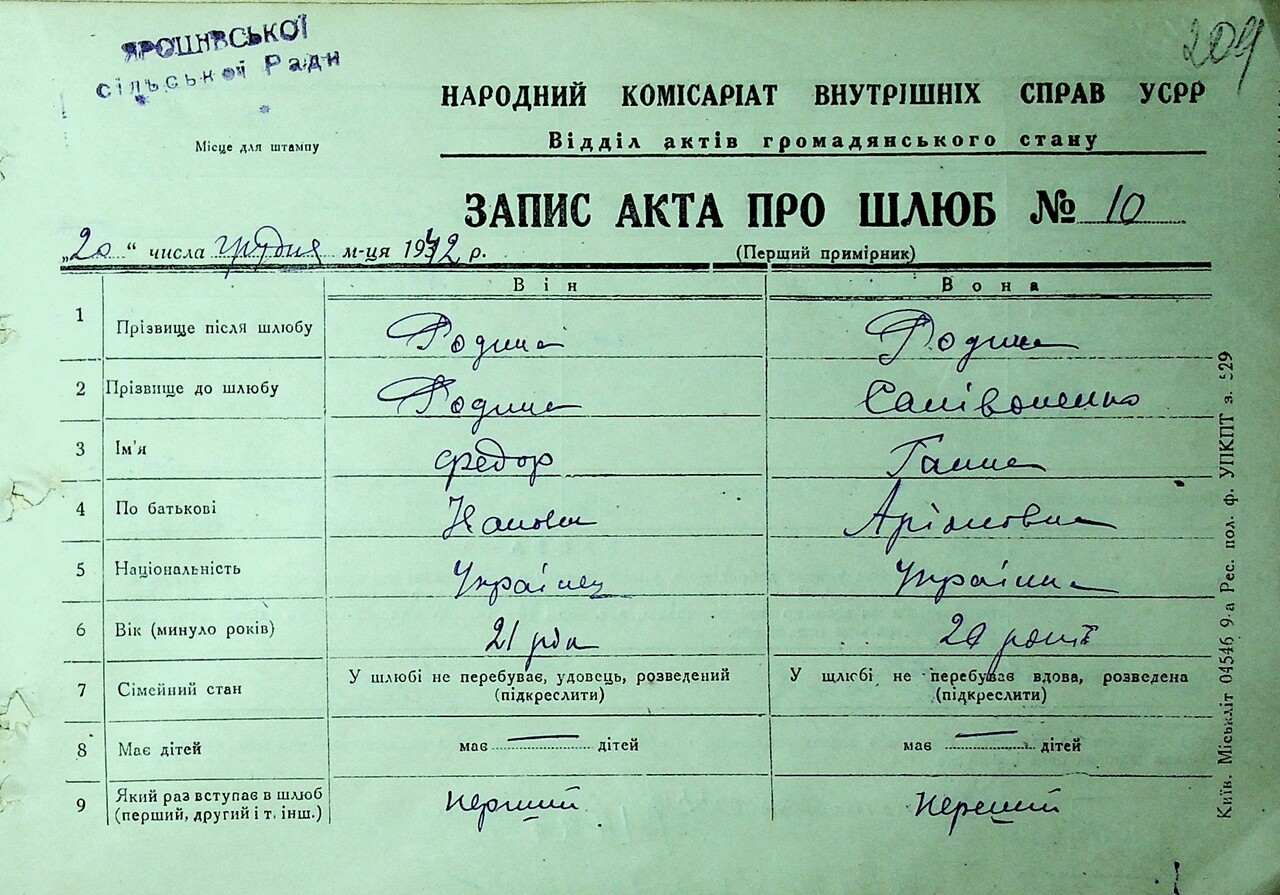 ЯРОШІВСЬКОЇ
сільської Ради
204
Місце для штампу
НАРОДНИЙ КОМІСАРІАТ ВНУТРІШНІХ СПРАВ УСРР
Відділ актів громадянського стану
ЗАПИС АКТА ПРО ШЛЮБ № 10
„20" числа грудня м-ця 1942 р.
(Перший примірник)
Він Вона
1 Прізвище після шлюбу Родина Родина
2 Прізвище до шлюбу Родина Салівоненко
3 Ім'я Федор Ганна
4 По батькові Аріоновна
5 Національність Українец Українка
6 Вік (минуло років) 21 рік 20 років
7 Сімейний стан У шлюбі не перебуває, удовець, розведений (підкреслити) У шлюбі не перебуває вдова, розведена (підкреслити)
8 Має дітей має — дітей має — дітей
9 Який раз вступає в шлюб (перший, другий і т. інш.) перший перший
Київ. Міськліт 04546 9-а Рес. пол. ф. УПКПТ з. 529